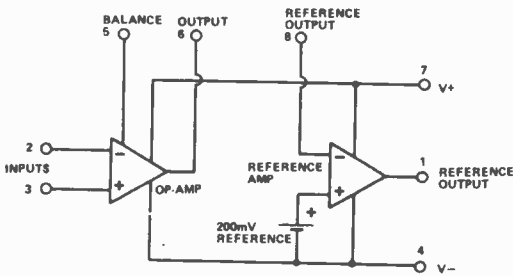 BALANCE
5
OUTPUT
6
REFERENCE
OUTPUT
8
7
V+
2
INPUTS
3
−
+
OP-AMP
REFERENCE
AMP
−
+
1
REFERENCE
OUTPUT
+
200mV
REFERENCE
4
V−